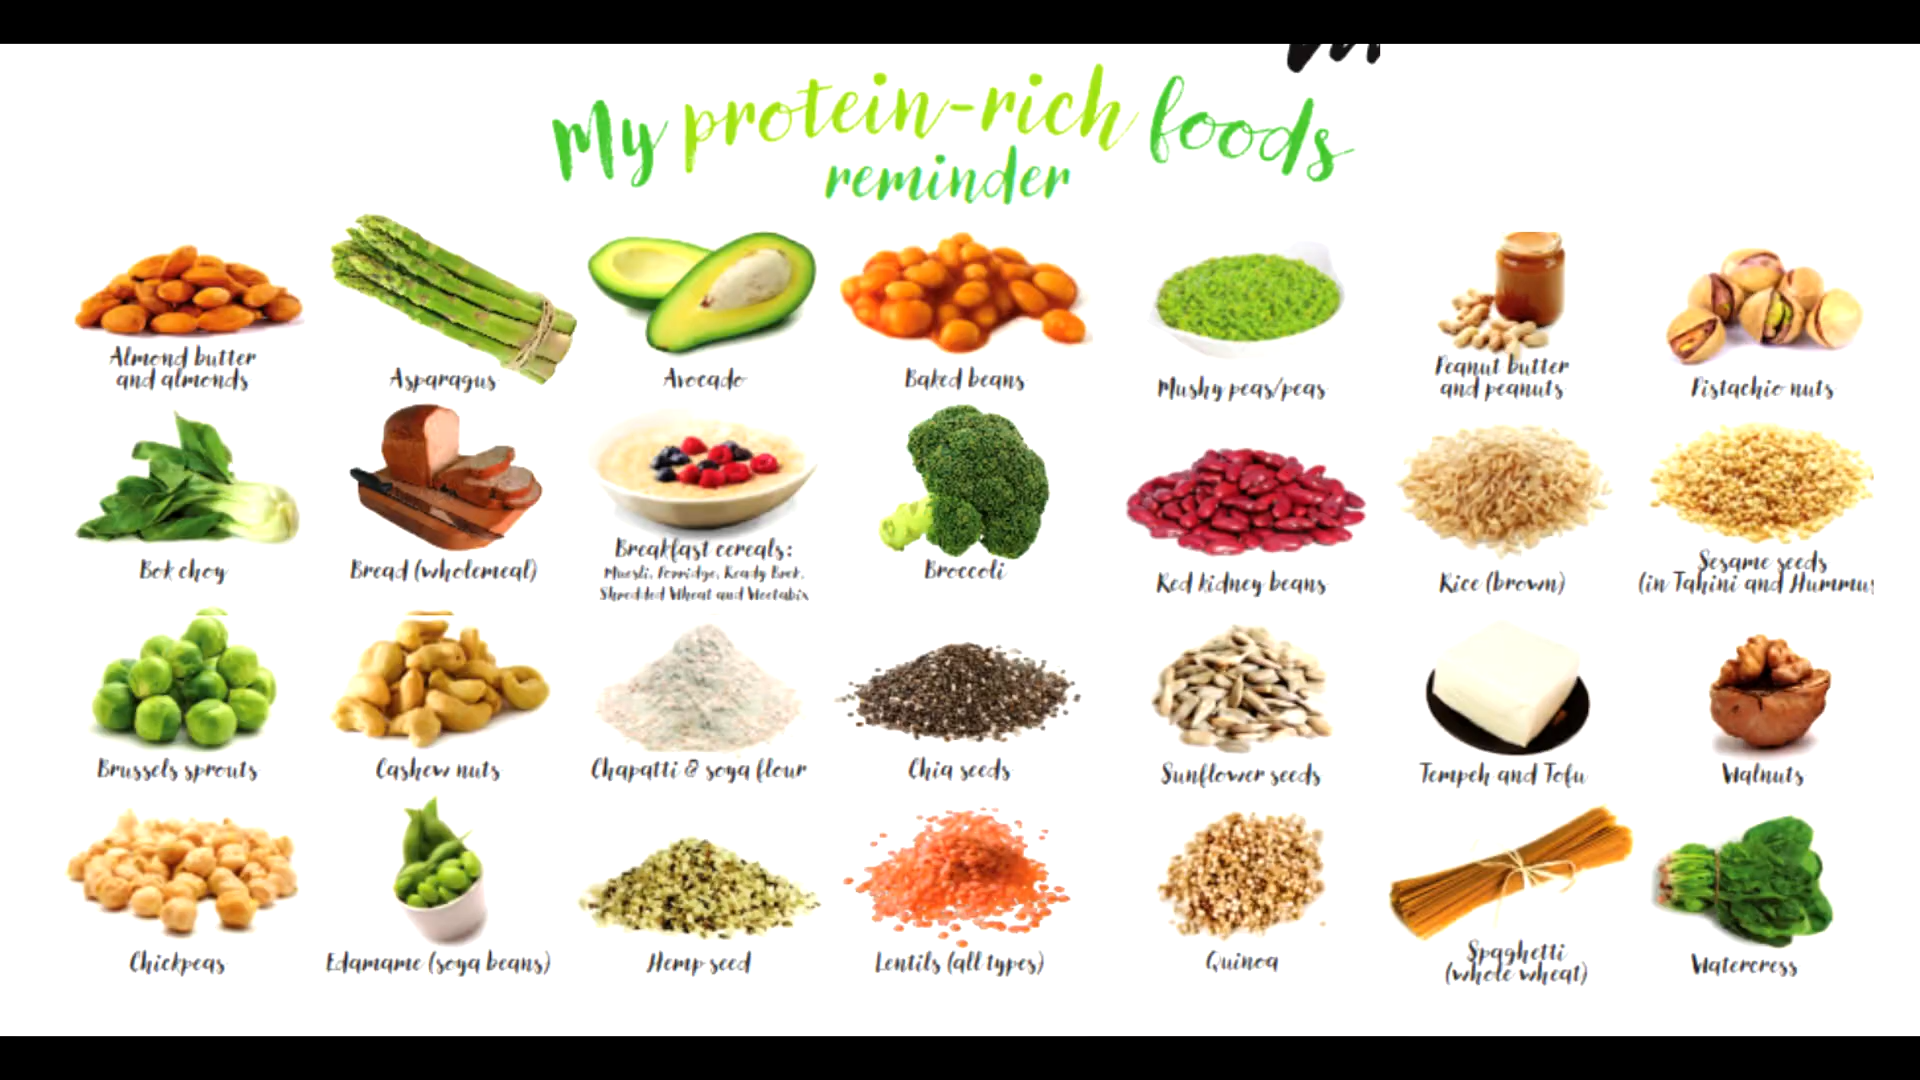 My protein-rich foods
reminder
Almond butter
and almonds
Asparagus
Avocado
Baked beans
Mushy peas/peas
Peanut butter
and peanuts
Pistachio nuts
Bok choy
Bread (wholemeal)
Breakfast cereals:
Muesli, Porridge, Ready Brek,
Shredded Wheat and Weetabix
Broccoli
Red kidney beans
Rice (brown)
Sesame seeds
(in Tahini and Hummus
Brussels sprouts
Cashew nuts
Chapatti & soya flour
Chia seeds
Sunflower seeds
Tempeh and Tofu
Walnuts
Chickpeas
Edamame (soya beans)
Hemp seed
Lentils (all types)
Quinoa
Spaghetti
(whole wheat)
Watercress